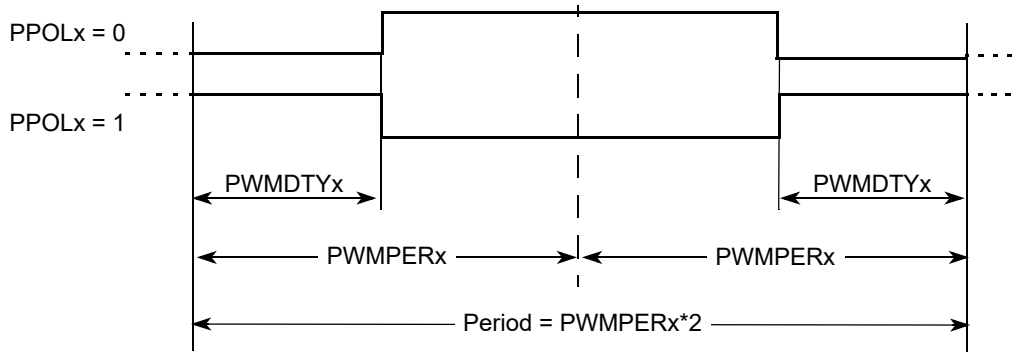 PPOLx = 0
PPOLx = 1
PWMDTYx
PWMDTYx
PWMPERx
PWMPERx
Period = PWMPERx*2